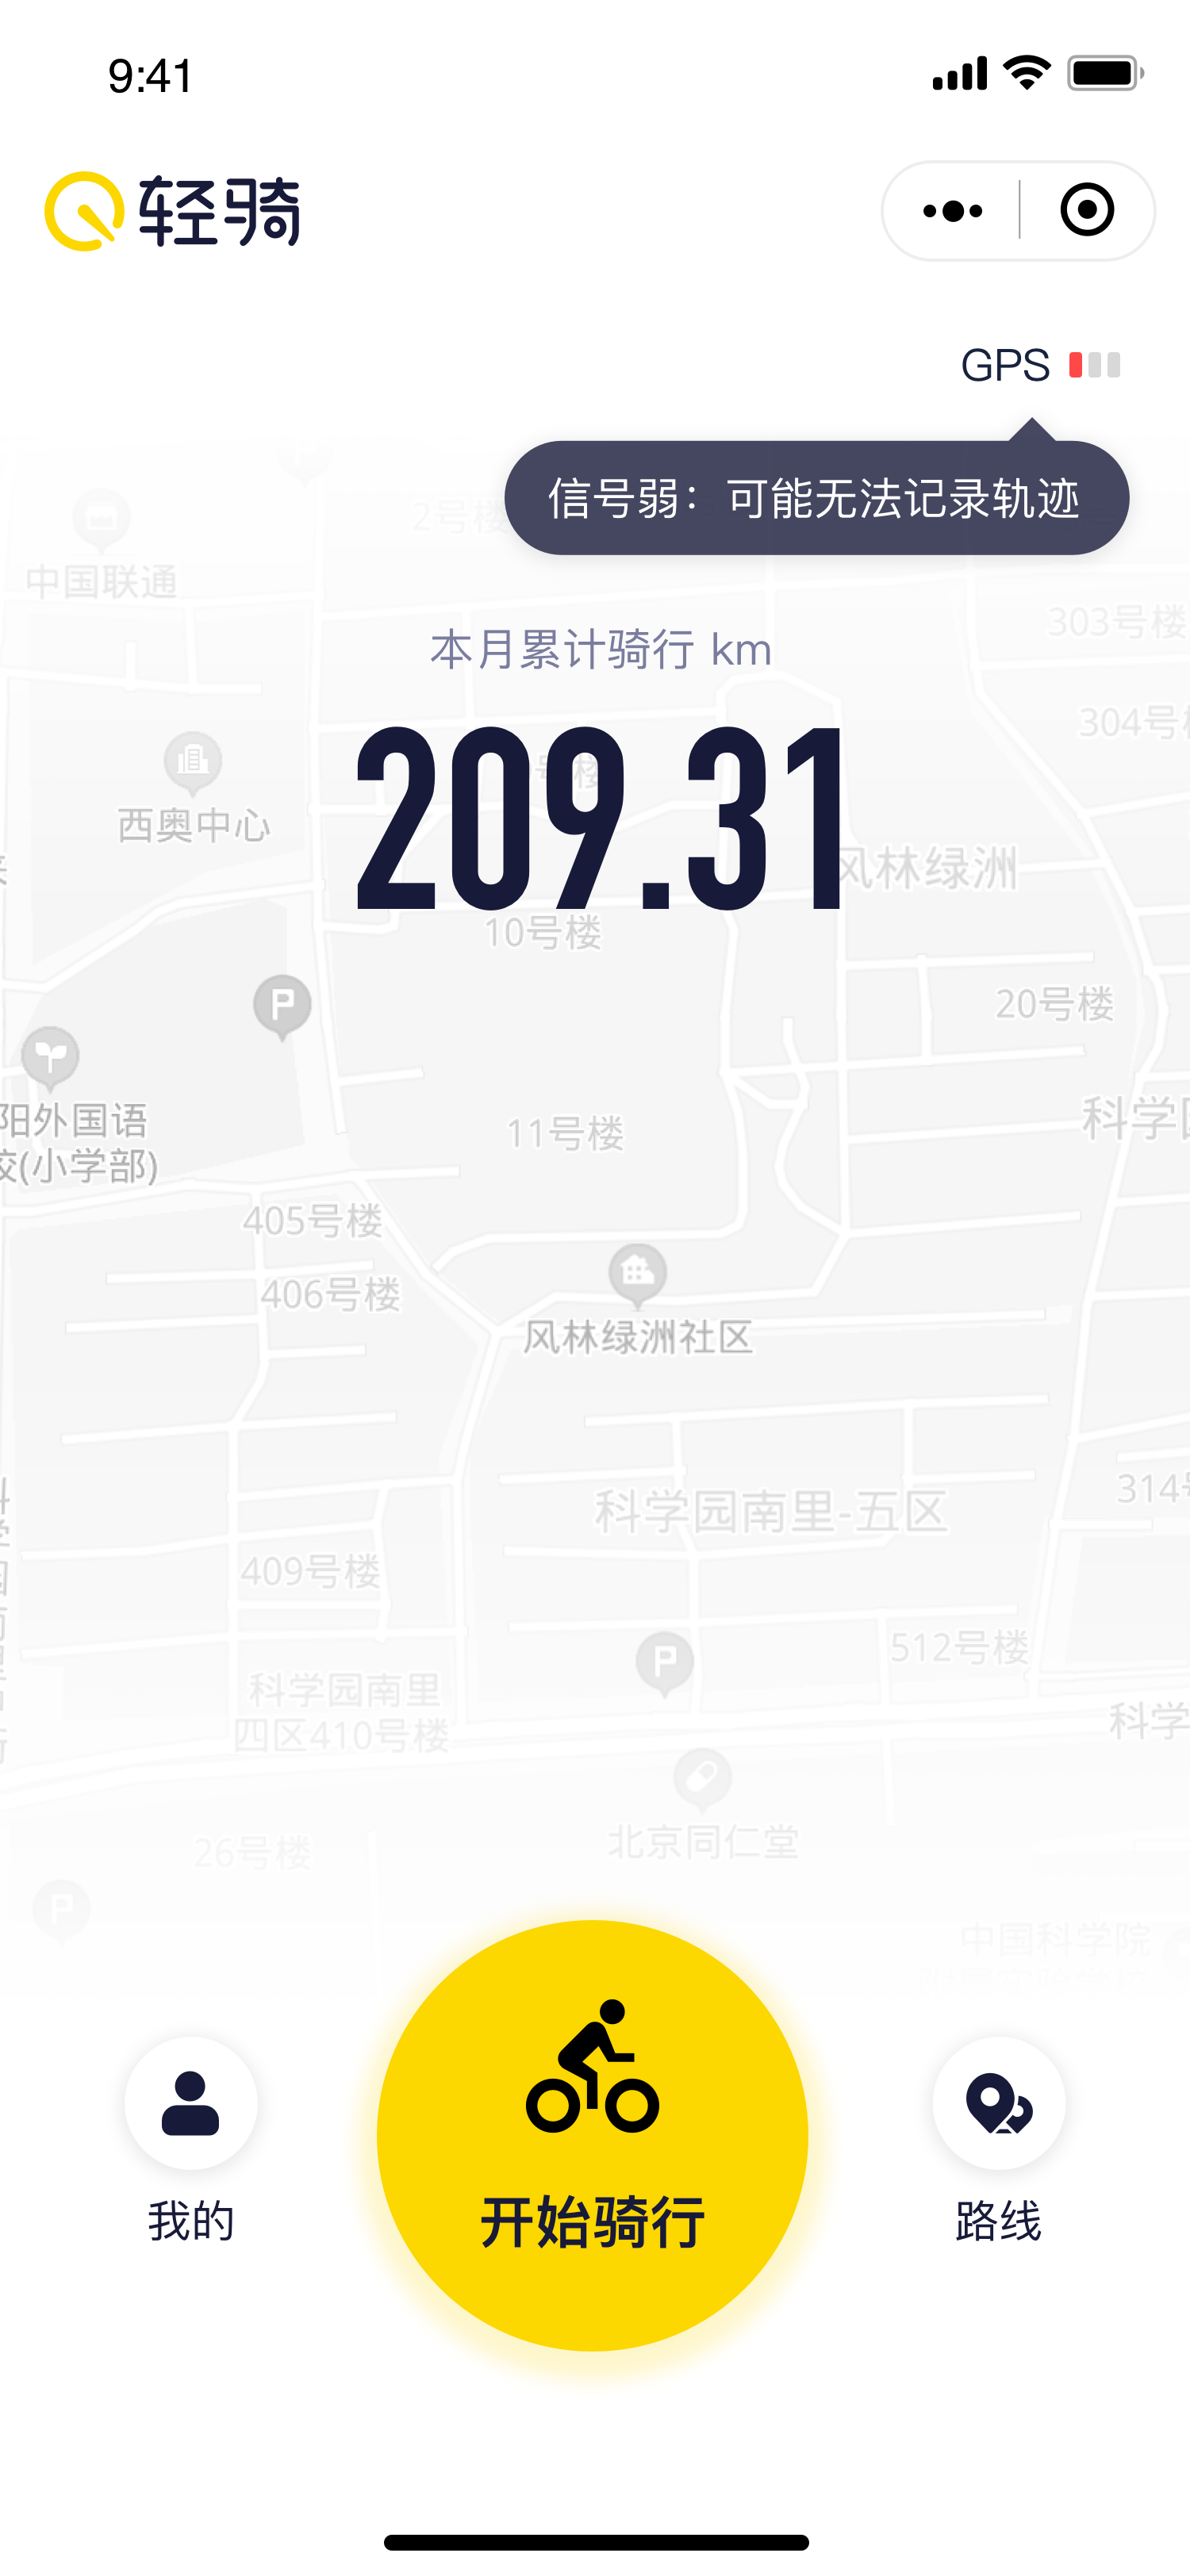 9:41
轻骑
GPS
信号弱：可能无法记录轨迹
2号楼
中国联通
303号楼
本月累计骑行 km
304号
209.31
西奥中心
风林绿洲
10号楼
P
20号楼
阳外国语
校(小学部)
科学园
11号楼
405号楼
406号楼
风林绿洲社区
314号
科学园南里-五区
409号楼
P
512号楼
科学园南里
四区410号楼
科学
北京同仁堂
26号楼
P
中国科学院
我的
开始骑行
路线